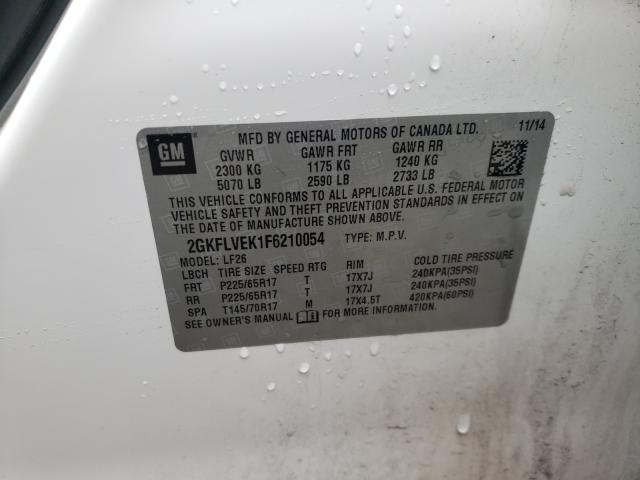 GM
MFD BY GENERAL MOTORS OF CANADA LTD. 11/14
GVWR GAWR FRT GAWR RR
2300 KG 1175 KG 1240 KG
5070 LB 2590 LB 2733 LB
THIS VEHICLE CONFORMS TO ALL APPLICABLE U.S. FEDERAL MOTOR
VEHICLE SAFETY AND THEFT PREVENTION STANDARDS IN EFFECT ON
THE DATE OF MANUFACTURE SHOWN ABOVE.
2GKFLVEK1F6210054 TYPE: M.P.V.
MODEL: LF26
LBCH TIRE SIZE SPEED RTG RIM COLD TIRE PRESSURE
FRT P225/65R17 T 17X7J 240KPA(35PSI)
RR P225/65R17 T 17X7J 240KPA(35PSI)
SPA T145/70R17 M 17X4.5T 420KPA(60PSI)
SEE OWNER'S MANUAL FOR MORE INFORMATION.